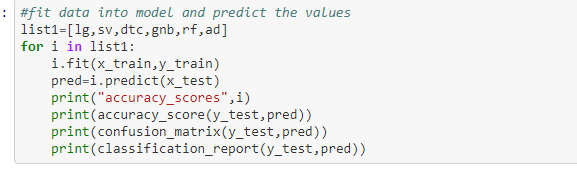 : #fit data into model and predict the values
list1=[lg,sv,dtc,gnb,rf,ad]
for i in list1:
    i.fit(x_train,y_train)
    pred=i.predict(x_test)
    print("accuracy_scores",i)
    print(accuracy_score(y_test,pred))
    print(confusion_matrix(y_test,pred))
    print(classification_report(y_test,pred))